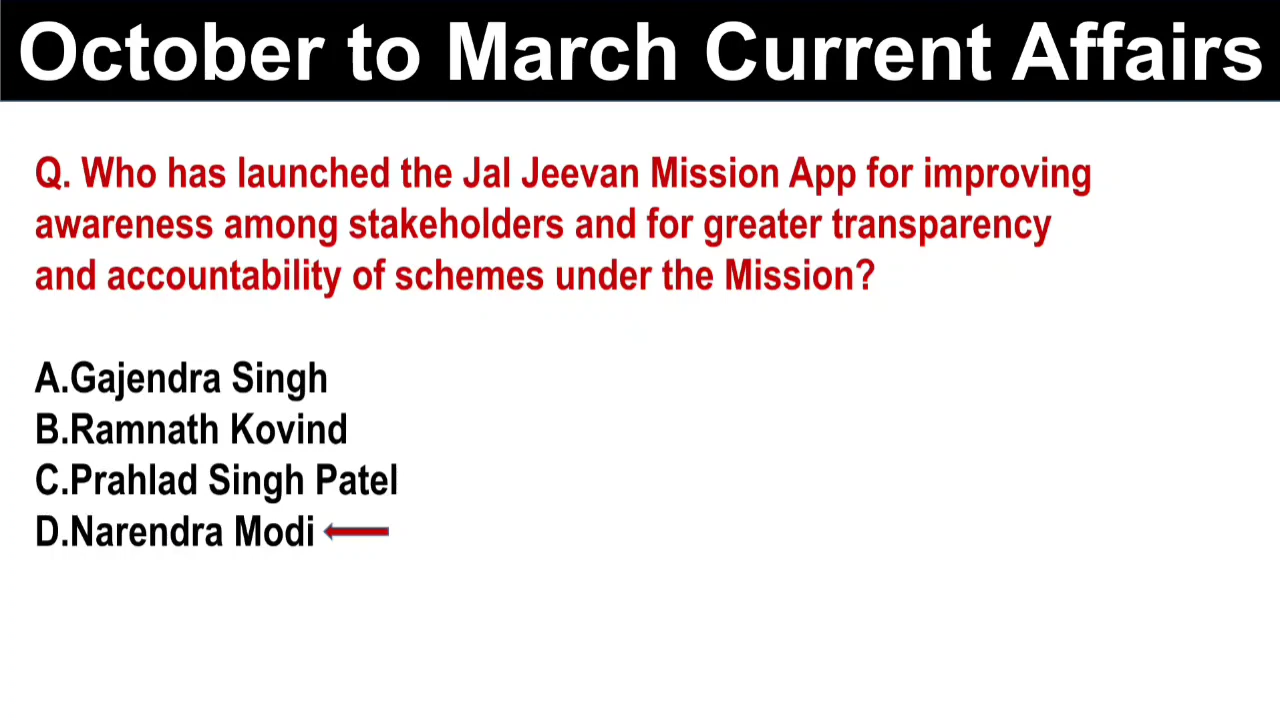 October to March Current Affairs
Q. Who has launched the Jal Jeevan Mission App for improving
awareness among stakeholders and for greater transparency
and accountability of schemes under the Mission?
A.Gajendra Singh
B.Ramnath Kovind
C.Prahlad Singh Patel
D.Narendra Modi